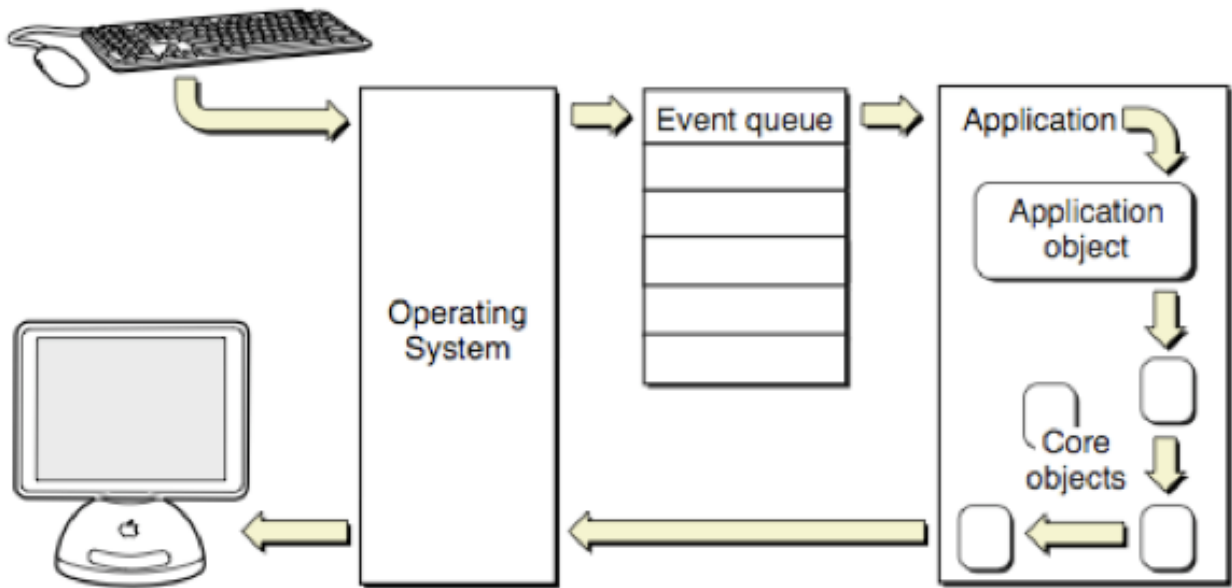 Event queue
Application
Application
object
Operating
System
Core
objects